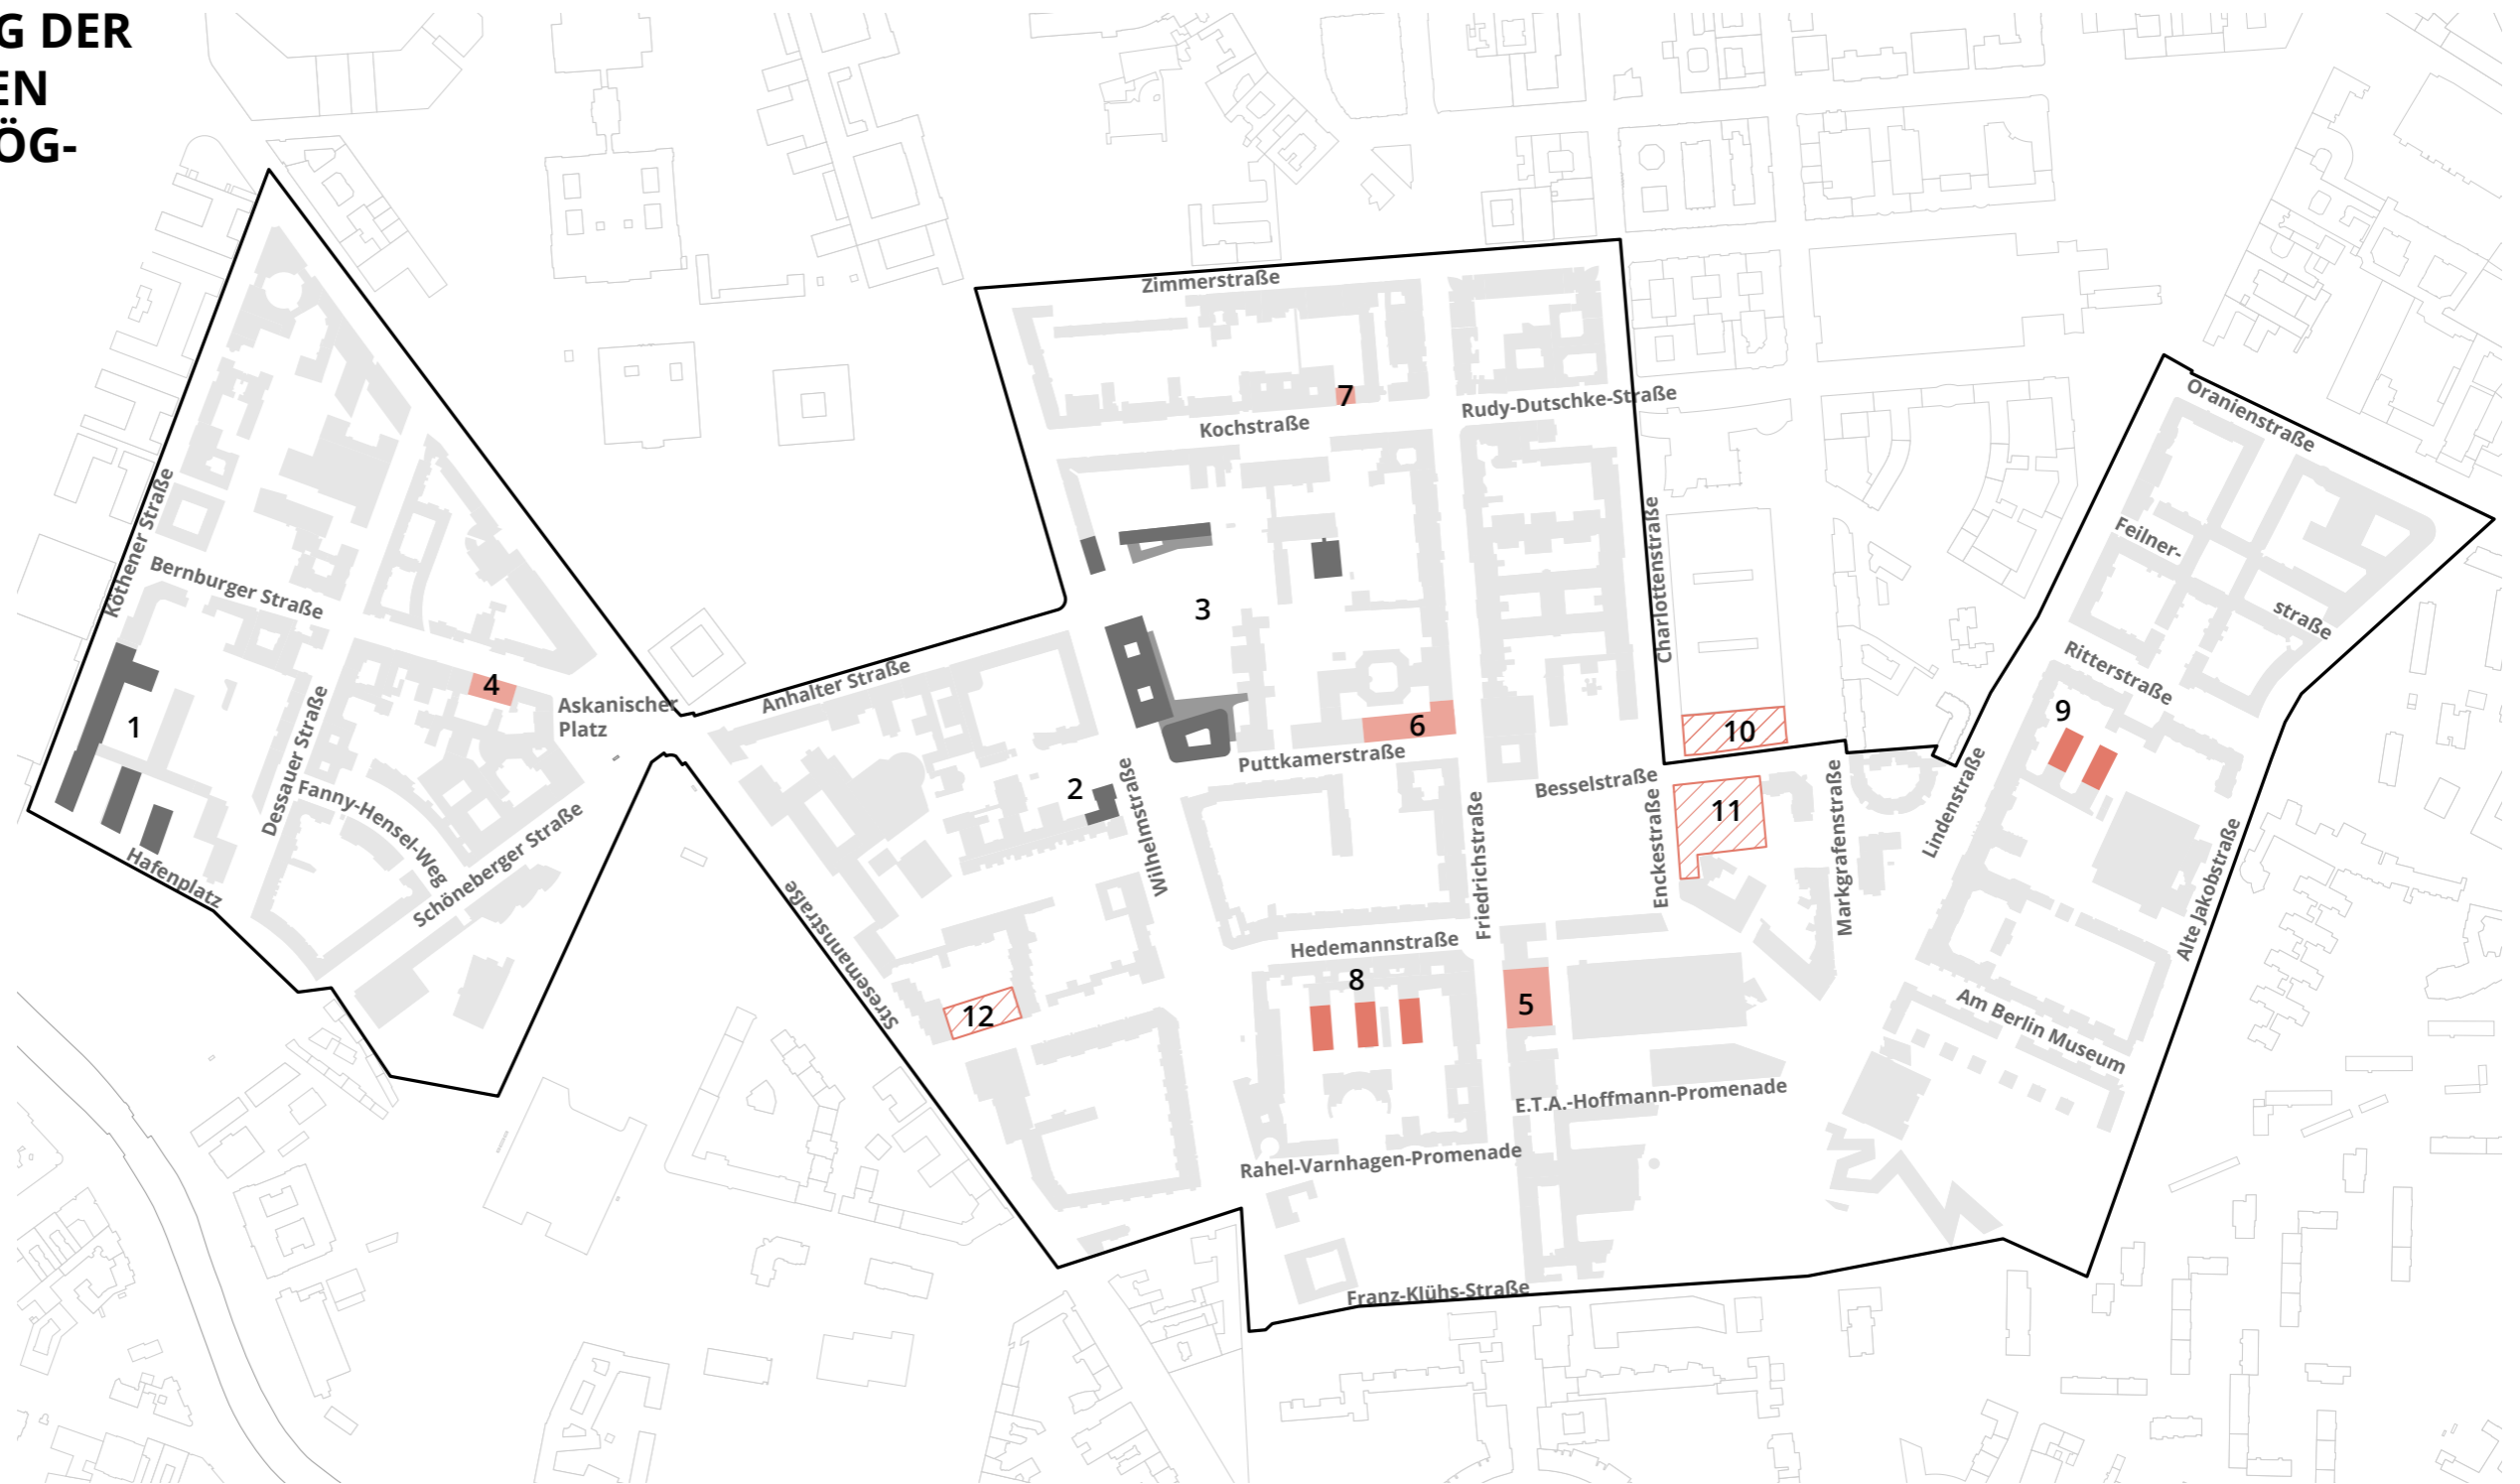 G DER
EN
ÖG-
Zimmerstraße
7
Rudy-Dutschke-Straße
Kochstraße
Oranienstraße
Köthener Straße
Charlottenstraße
Feilner-
straße
Bernburger Straße
3
Ritterstraße
4
Askanischer
Platz
Anhalter Straße
1
Dessauer Straße
6
10
9
Puttkamerstraße
Besselstraße
2
Wilhelmstraße
Fanny-Hensel-Weg
Schöneberger Straße
Hafenplatz
11
Enckestraße
Markgrafenstraße
Lindenstraße
Friedrichstraße
Alte Jakobstraße
Stresemannstraße
Hedemannstraße
8
5
12
Am Berlin Museum
E.T.A.-Hoffmann-Promenade
Rahel-Varnhagen-Promenade
Franz-Klühs-Straße